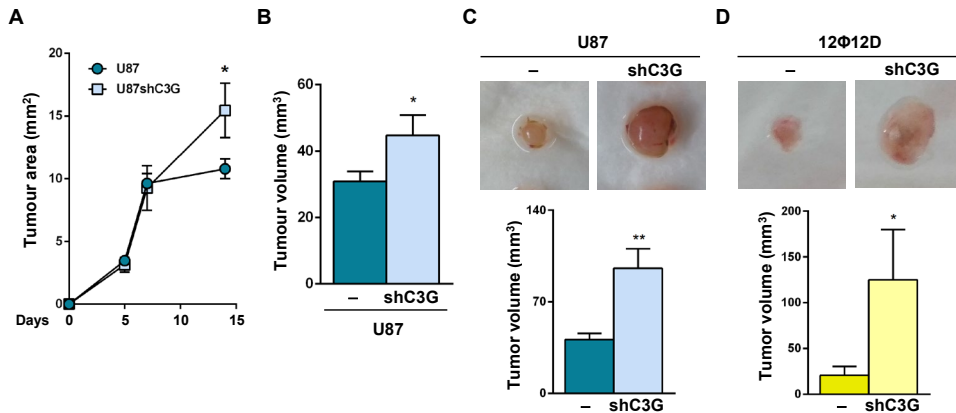 A
U87
U87shC3G
*
Tumour area (mm²)
20
15
10
5
0
Days
0
5
10
15
B
Tumour volume (mm³)
60
40
20
0
*
–
shC3G
U87
C
U87
–
shC3G
Tumor volume (mm³)
140
70
0
**
–
shC3G
D
12Φ12D
–
shC3G
Tumor volume (mm³)
200
150
100
50
0
*
–
shC3G